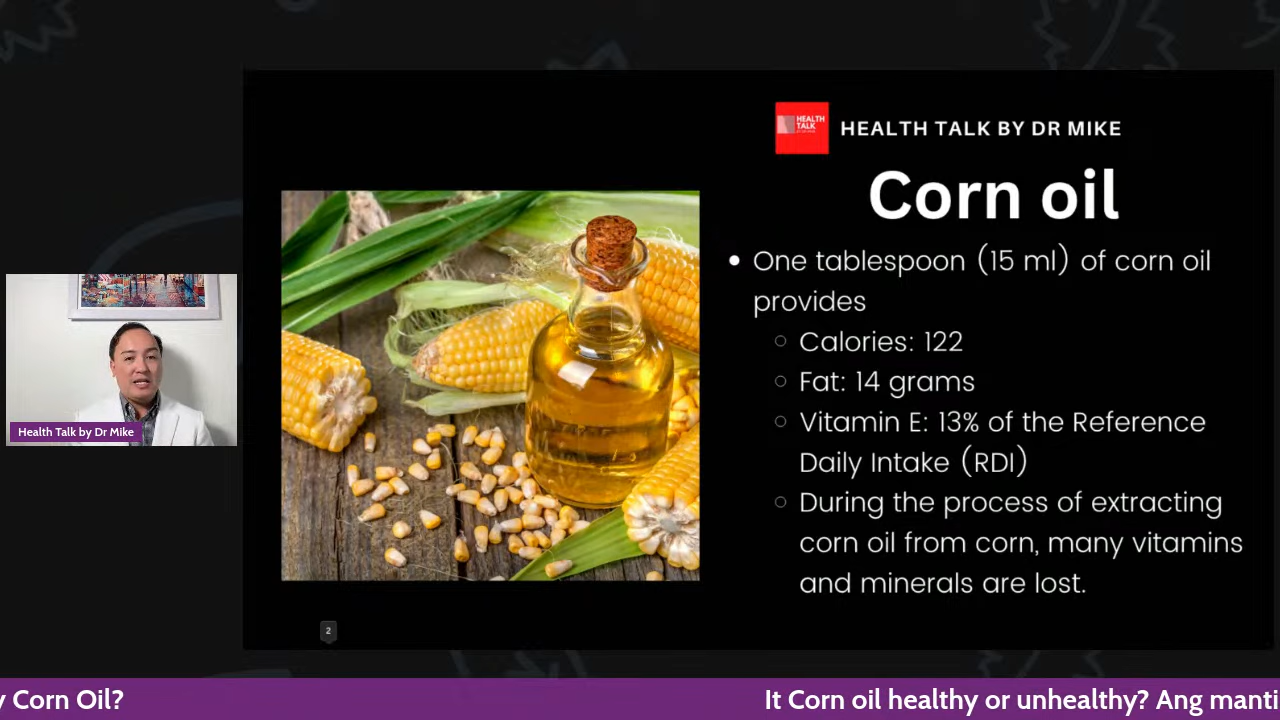 HEALTH
TALK
HEALTH TALK BY DR MIKE
Corn oil
One tablespoon (15 ml) of corn oil
provides
Calories: 122
Fat: 14 grams
Vitamin E: 13% of the Reference
Daily Intake (RDI)
During the process of extracting
corn oil from corn, many vitamins
and minerals are lost.
Health Talk by Dr Mike
2
y Corn Oil?
It Corn oil healthy or unhealthy? Ang manti